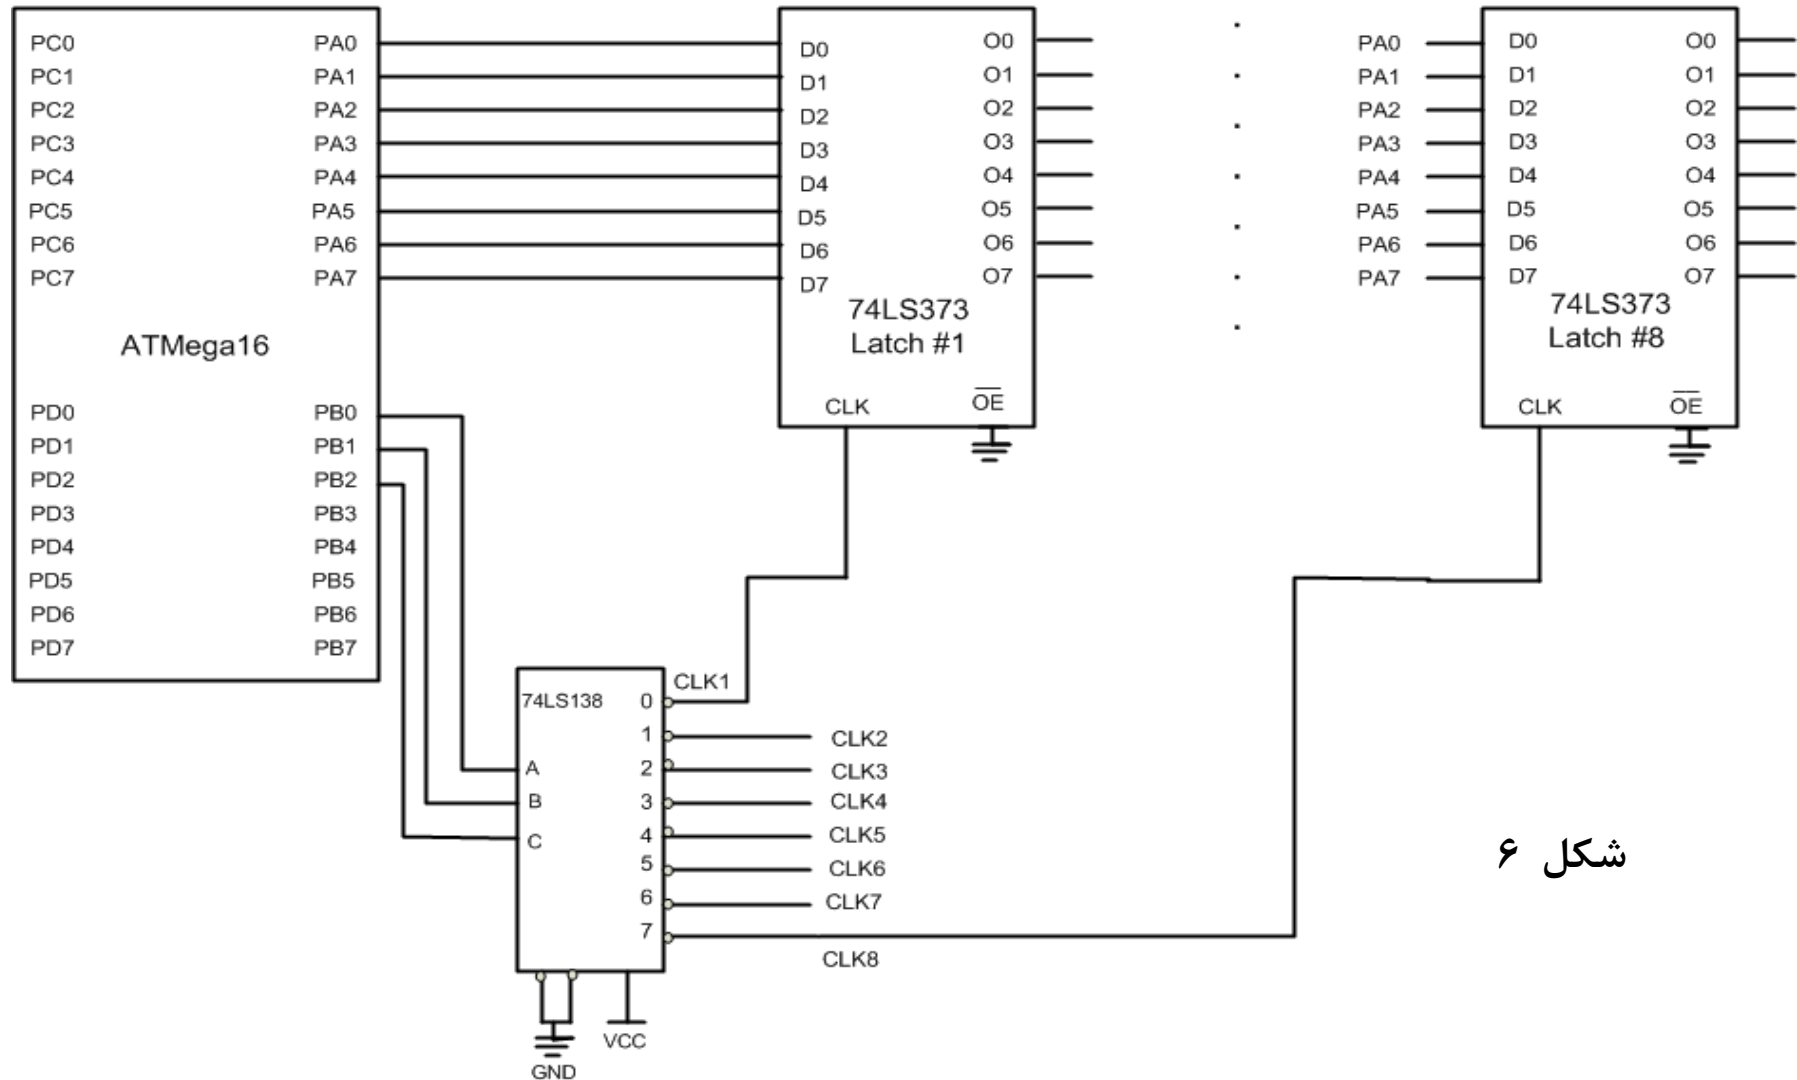 PC0 PA0
PC1 PA1
PC2 PA2
PC3 PA3
PC4 PA4
PC5 PA5
PC6 PA6
PC7 PA7
ATMega16
PD0 PB0
PD1 PB1
PD2 PB2
PD3 PB3
PD4 PB4
PD5 PB5
PD6 PB6
PD7 PB7
D0 O0
D1 O1
D2 O2
D3 O3
D4 O4
D5 O5
D6 O6
D7 O7
74LS373
Latch #1
CLK OE
PA0 D0 O0
PA1 D1 O1
PA2 D2 O2
PA3 D3 O3
PA4 D4 O4
PA5 D5 O5
PA6 D6 O6
PA7 D7 O7
74LS373
Latch #8
CLK OE
74LS138 0 CLK1
1 CLK2
A 2 CLK3
B 3 CLK4
C 4 CLK5
5 CLK6
6 CLK7
7 CLK8
GND VCC
شکل ۶